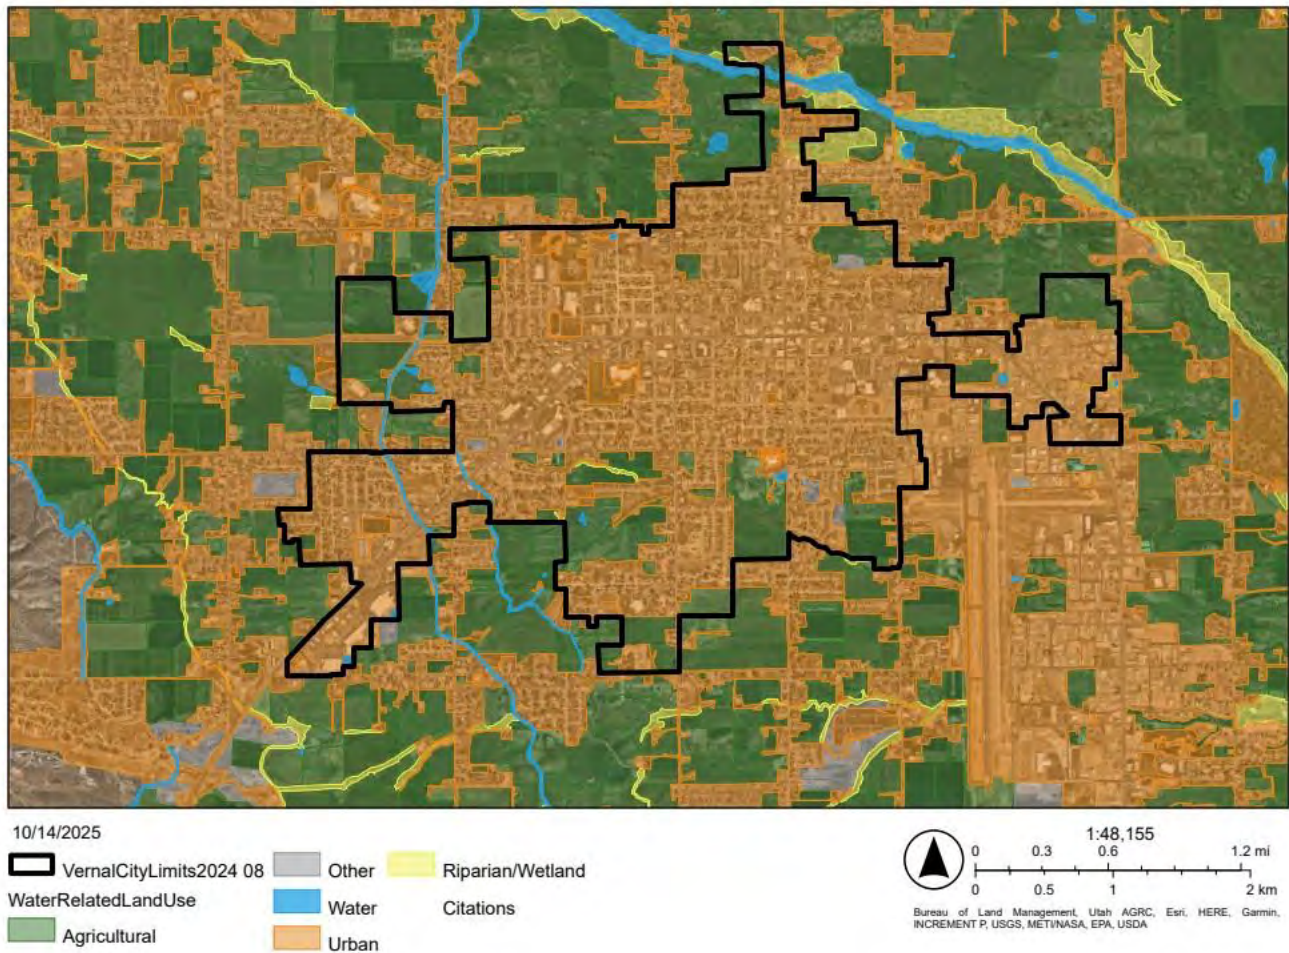 10/14/2025
VernalCityLimits2024 08
WaterRelatedLandUse
Agricultural
Other
Water
Urban
Riparian/Wetland
Citations
1:48,155
0 0.3 0.6 1.2 mi
0 0.5 1 2 km
Bureau of Land Management, Utah AGRC, Esri, HERE, Garmin,
INCREMENT P, USGS, METI/NASA, EPA, USDA